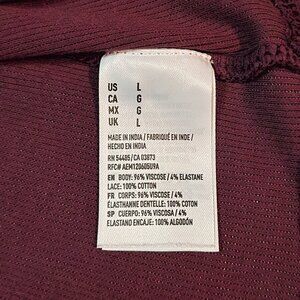 US L
CA G
MX G
UK L
MADE IN INDIA / FABRIQUÉ EN INDE /
HECHO EN INDIA
RN 54485/CA 03873
RFC# AEM12060SU9A
EN BODY: 96% VISCOSE / 4% ELASTANE
LACE: 100% COTTON
FR CORPS: 96% VISCOSE / 4%
ÉLASTHANNE DENTELLE: 100% COTON
SP CUERPO: 96% VISCOSA / 4%
ELASTANO ENCAJE: 100% ALGODÓN